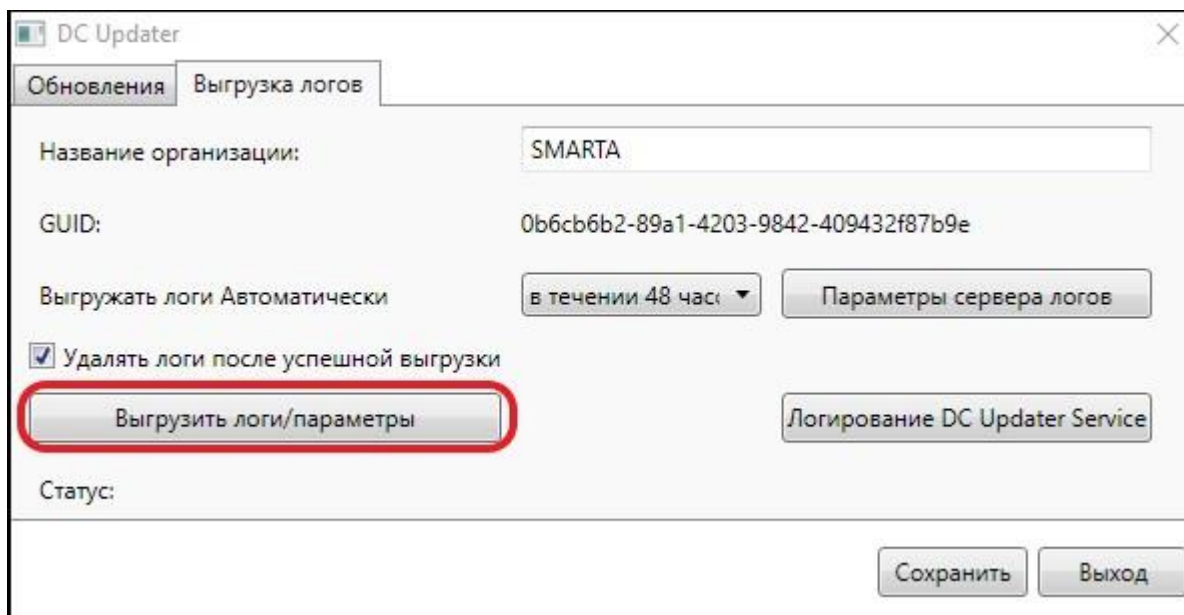 DC Updater
Обновления Выгрузка логов
Название организации: SMARTA
GUID: 0b6cb6b2-89a1-4203-9842-409432f87b9e
Выгружать логи Автоматически в течении 48 час Параметры сервера логов
Удалять логи после успешной выгрузки
Выгрузить логи/параметры Логирование DC Updater Service
Статус:
Сохранить Выход